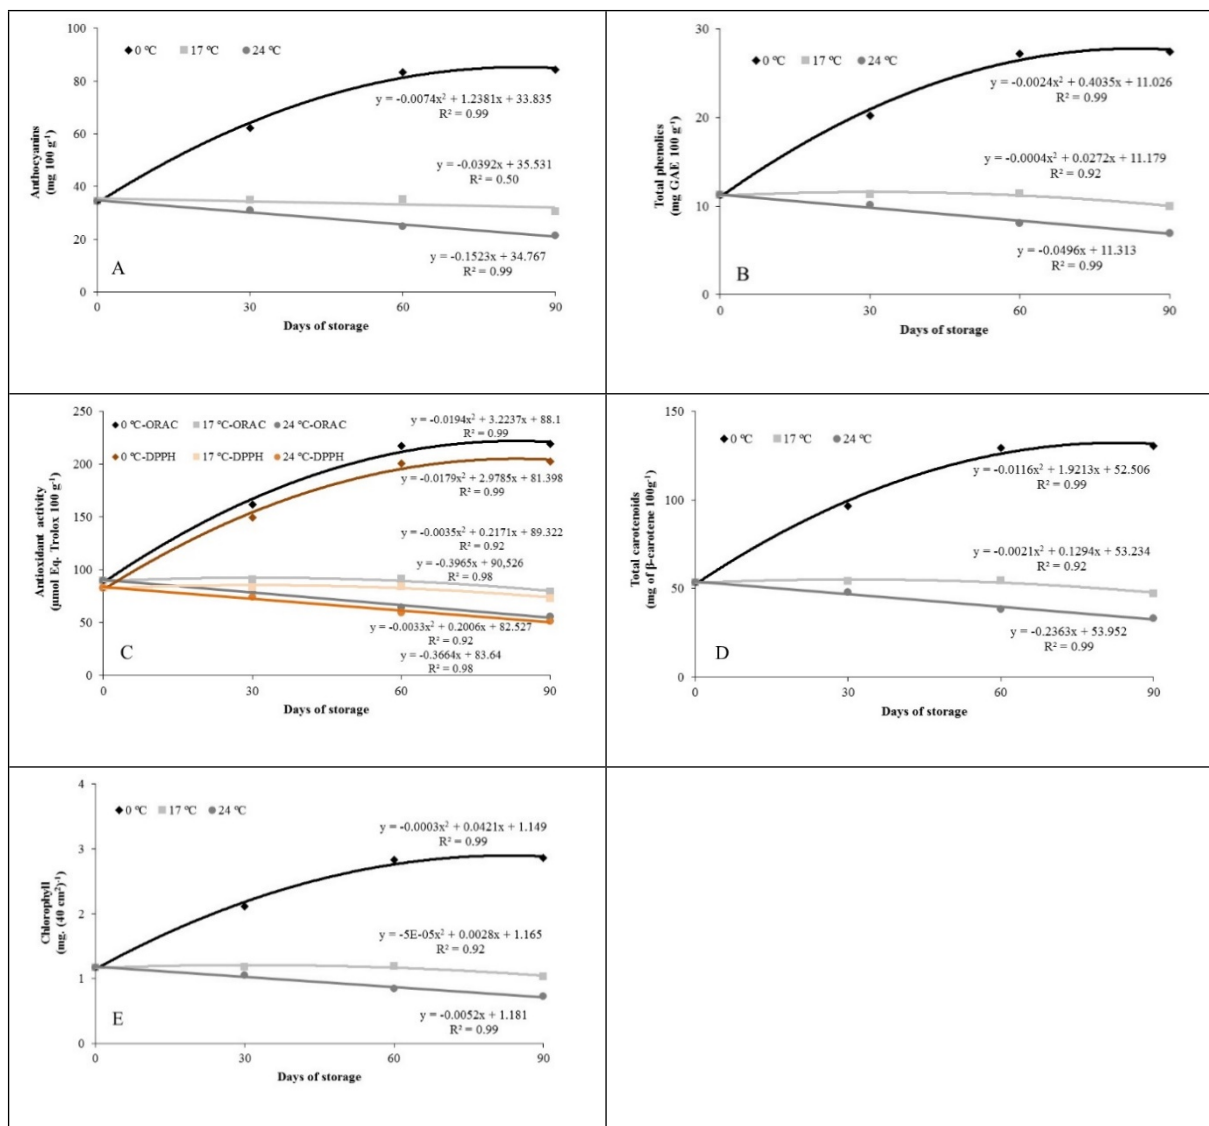 100
0 ºC 17 ºC 24 ºC
80
y = -0.0074x² + 1.2381x + 33.835
R² = 0.99
60
Anthocyanins
(mg 100 g⁻¹)
y = -0.0392x + 35.531
R² = 0.50
40
20
y = -0.1523x + 34.767
R² = 0.99
A
0
0 30 60 90
Days of storage
30
0 ºC 17 ºC 24 ºC
y = -0.0024x² + 0.4035x + 11.026
R² = 0.99
20
Total phenolics
(mg GAE 100 g⁻¹)
y = -0.0004x² + 0.0272x + 11.179
R² = 0.92
10
y = -0.0496x + 11.313
R² = 0.99
B
0
0 30 60 90
Days of storage
250
0 ºC-ORAC 17 ºC-ORAC 24 ºC-ORAC
0 ºC-DPPH 17 ºC-DPPH 24 ºC-DPPH
y = -0.0194x² + 3.2237x + 88.1
R² = 0.99
200
y = -0.0179x² + 2.9785x + 81.398
R² = 0.99
150
Antioxidant activity
(µmol Eq. Trolox 100 g⁻¹)
y = -0.0035x² + 0.2171x + 89.322
R² = 0.92
100
y = -0.3965x + 90,526
R² = 0.98
50
y = -0.0033x² + 0.2006x + 82.527
R² = 0.92
y = -0.3664x + 83.64
R² = 0.98
C
0
0 30 60 90
Days of storage
150
0 ºC 17 ºC 24 ºC
y = -0.0116x² + 1.9213x + 52.506
R² = 0.99
100
Total carotenoids
(mg of β-carotene 100g⁻¹)
y = -0.0021x² + 0.1294x + 53.234
R² = 0.92
50
y = -0.2363x + 53.952
R² = 0.99
D
0
0 30 60 90
Days of storage
4
0 ºC 17 ºC 24 ºC
y = -0.0003x² + 0.0421x + 1.149
R² = 0.99
3
Chlorophyll
(mg. (40 cm²)⁻¹)
2
y = -5E-05x² + 0.0028x + 1.165
R² = 0.92
1
y = -0.0052x + 1.181
R² = 0.99
E
0
0 30 60 90
Days of storage